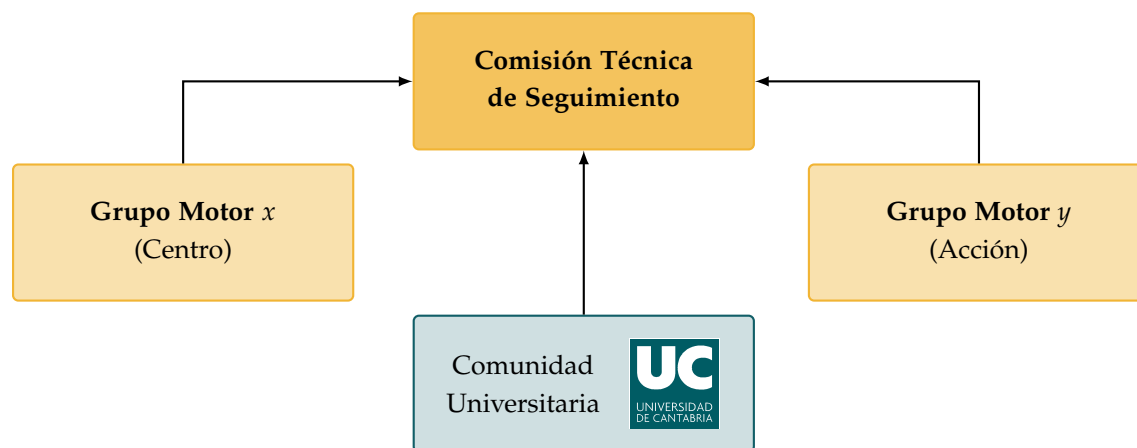 Comisión Técnica
de Seguimiento
Grupo Motor x
(Centro)
Grupo Motor y
(Acción)
Comunidad
Universitaria
UC
UNIVERSIDAD
DE CANTABRIA